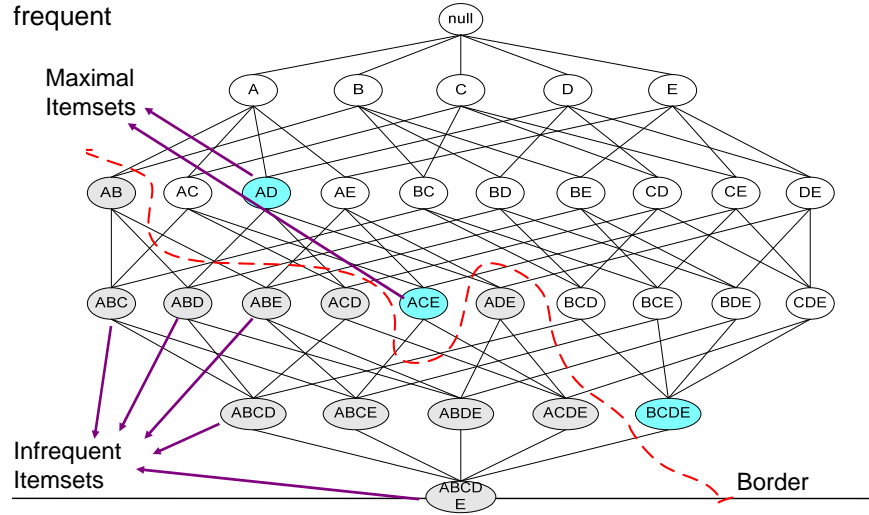 frequent
null
Maximal
Itemsets
A B C D E
AB AC AD AE BC BD BE CD CE DE
ABC ABD ABE ACD ACE ADE BCD BCE BDE CDE
ABCD ABCE ABDE ACDE BCDE
Infrequent
Itemsets
Border
ABCD
E